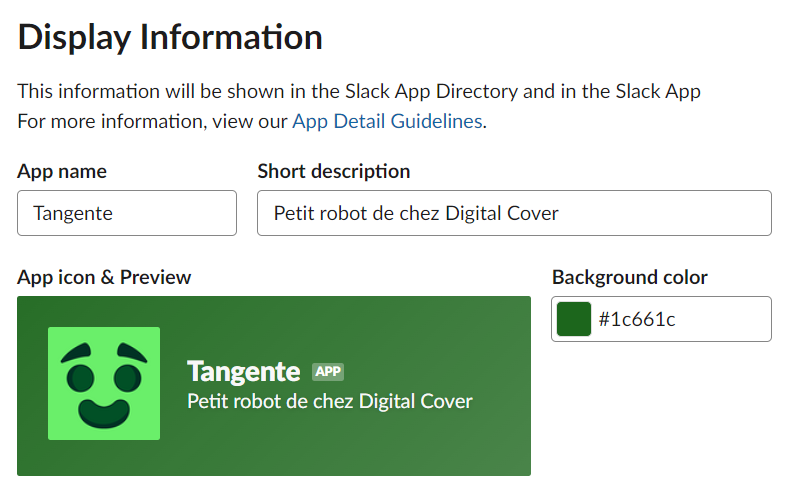 Display Information
This information will be shown in the Slack App Directory and in the Slack App
For more information, view our App Detail Guidelines.
App name
Short description
Tangente
Petit robot de chez Digital Cover
App icon & Preview
Background color
Tangente APP
Petit robot de chez Digital Cover
#1c661c